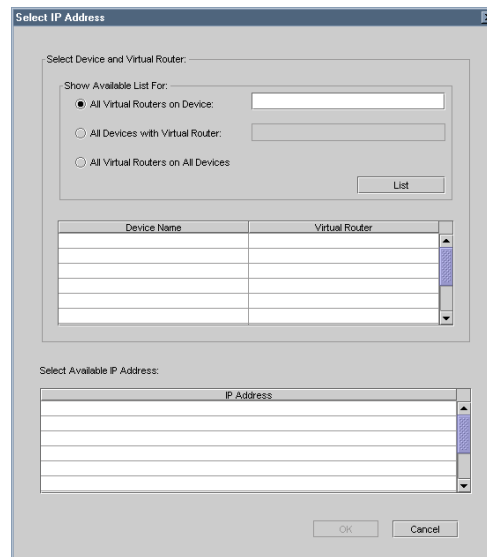 Select IP Address
Select Device and Virtual Router:
Show Available List For:
All Virtual Routers on Device:
All Devices with Virtual Router:
All Virtual Routers on All Devices
List
Device Name Virtual Router
Select Available IP Address:
IP Address
OK Cancel